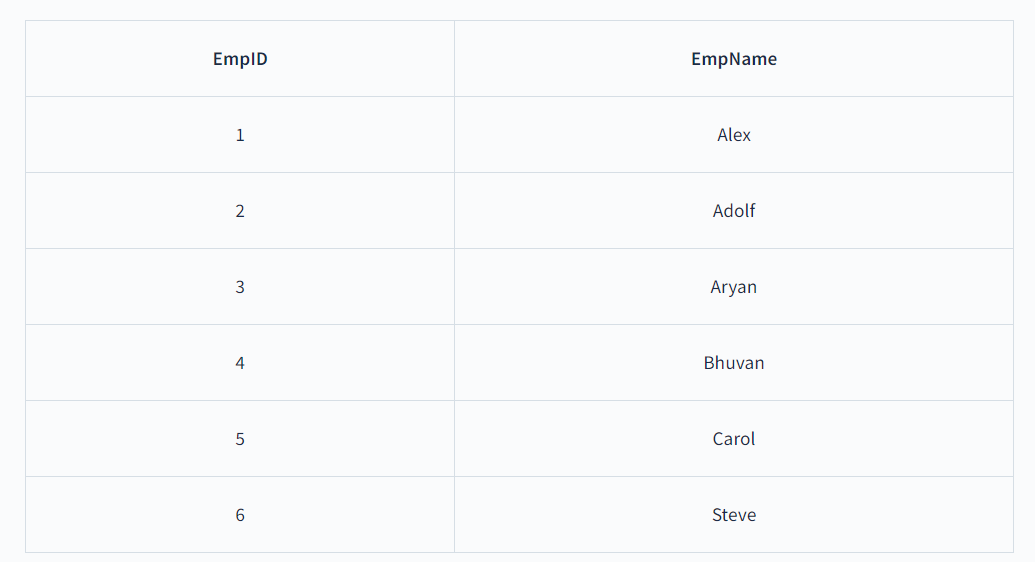 EmpID EmpName
1 Alex
2 Adolf
3 Aryan
4 Bhuvan
5 Carol
6 Steve